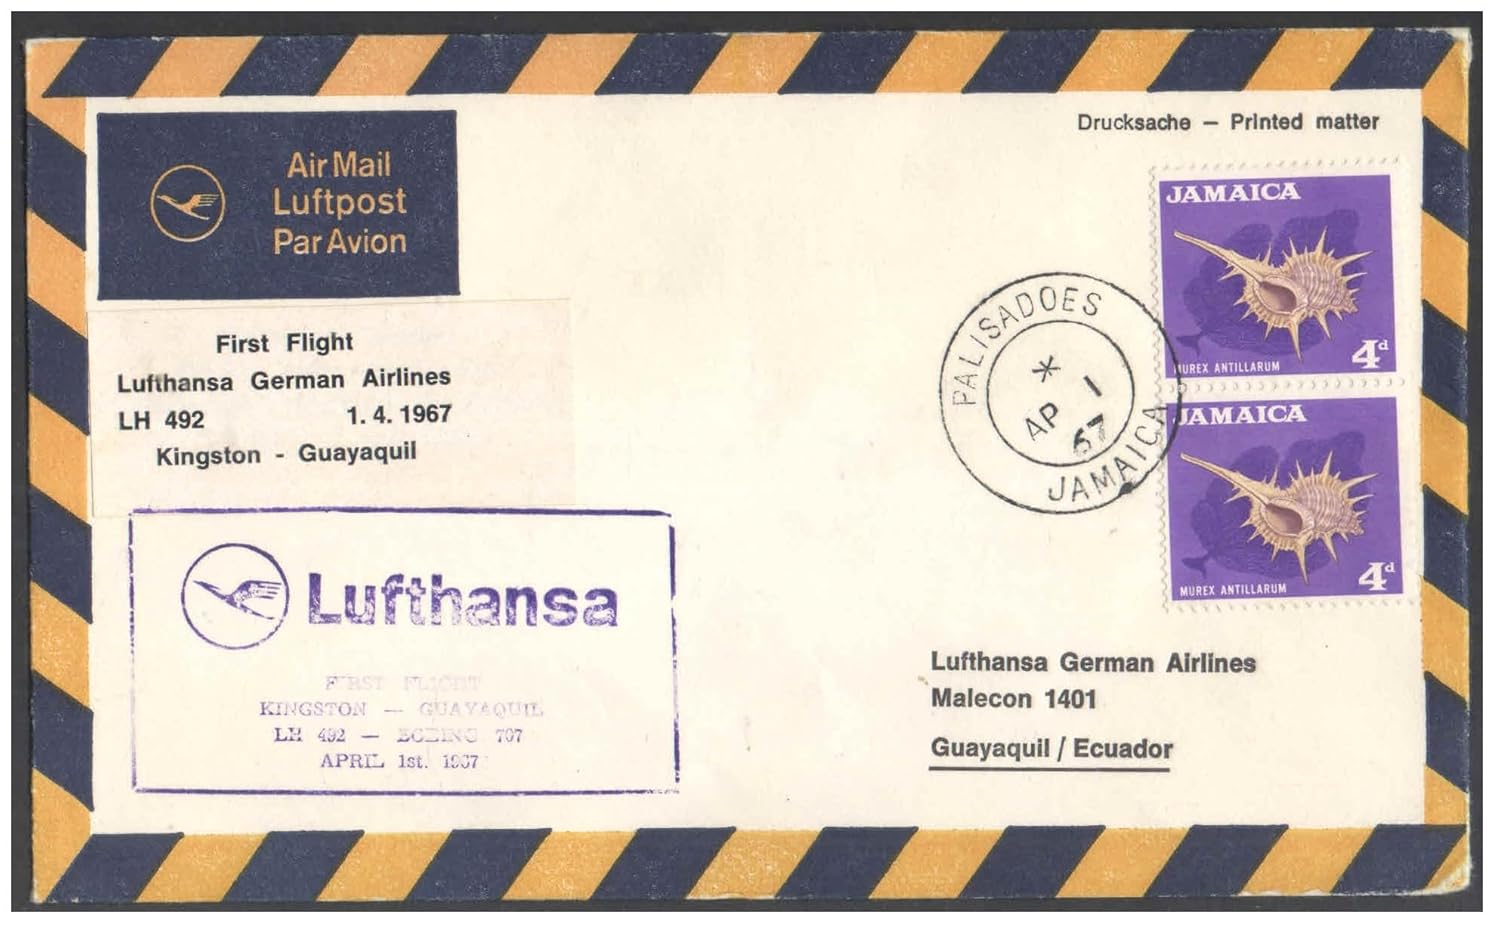 Drucksache – Printed matter
Air Mail
Luftpost
Par Avion
First Flight
Lufthansa German Airlines
LH 492 1. 4. 1967
Kingston - Guayaquil
Lufthansa
FIRST FLIGHT
KINGSTON — GUAYAQUIL
LH 492 — BOEING 707
APRIL 1st. 1967
PALISADOES
* AP 1
67
JAMAICA
JAMAICA
MUREX ANTILLARUM 4d
JAMAICA
MUREX ANTILLARUM 4d
Lufthansa German Airlines
Malecon 1401
Guayaquil / Ecuador